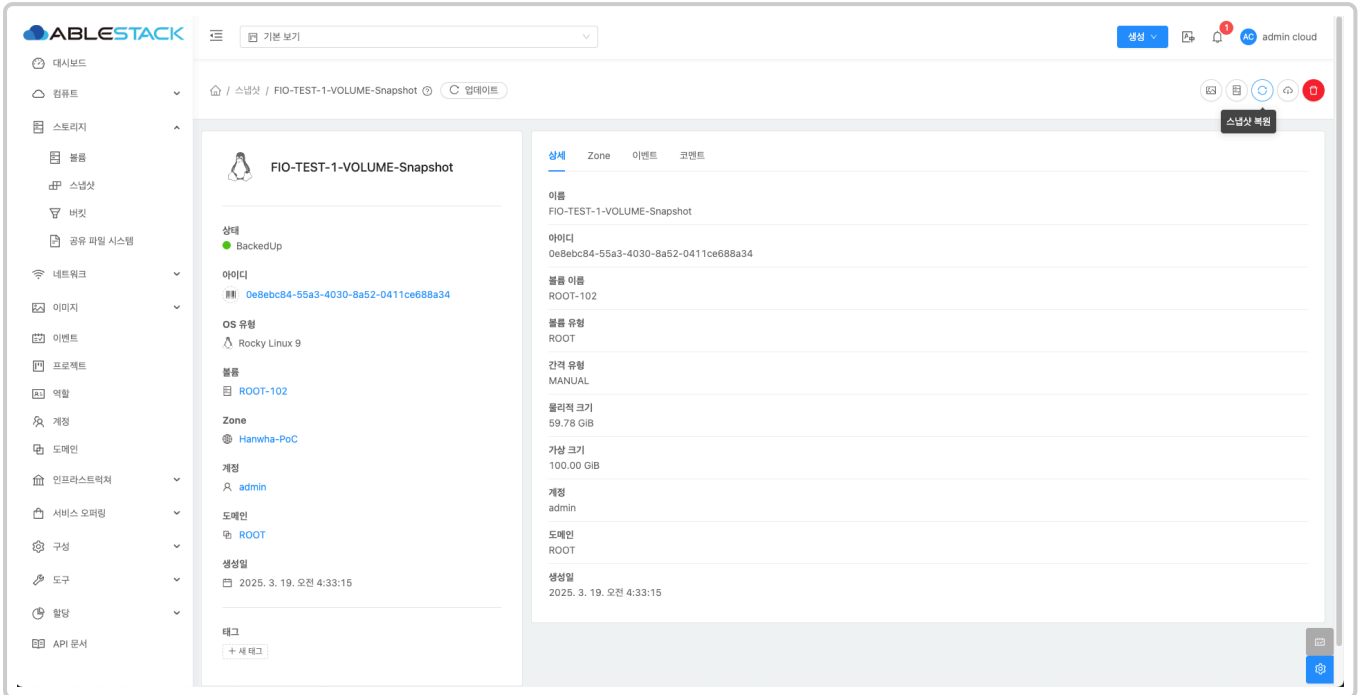 ABLESTACK
기본 보기
생성
1
AC admin cloud
대시보드
컴퓨트
스토리지
볼륨
스냅샷
버킷
공유 파일 시스템
네트워크
이미지
이벤트
프로젝트
역할
계정
도메인
인프라스트럭쳐
서비스 오퍼링
구성
도구
할당
API 문서
/ 스냅샷 / FIO-TEST-1-VOLUME-Snapshot 업데이트
스냅샷 복원
FIO-TEST-1-VOLUME-Snapshot
상태
BackedUp
아이디
0e8ebc84-55a3-4030-8a52-0411ce688a34
OS 유형
Rocky Linux 9
볼륨
ROOT-102
Zone
Hanwha-PoC
계정
admin
도메인
ROOT
생성일
2025. 3. 19. 오전 4:33:15
태그
+ 새 태그
상세 Zone 이벤트 코멘트
이름
FIO-TEST-1-VOLUME-Snapshot
아이디
0e8ebc84-55a3-4030-8a52-0411ce688a34
볼륨 이름
ROOT-102
볼륨 유형
ROOT
간격 유형
MANUAL
물리적 크기
59.78 GiB
가상 크기
100.00 GiB
계정
admin
도메인
ROOT
생성일
2025. 3. 19. 오전 4:33:15